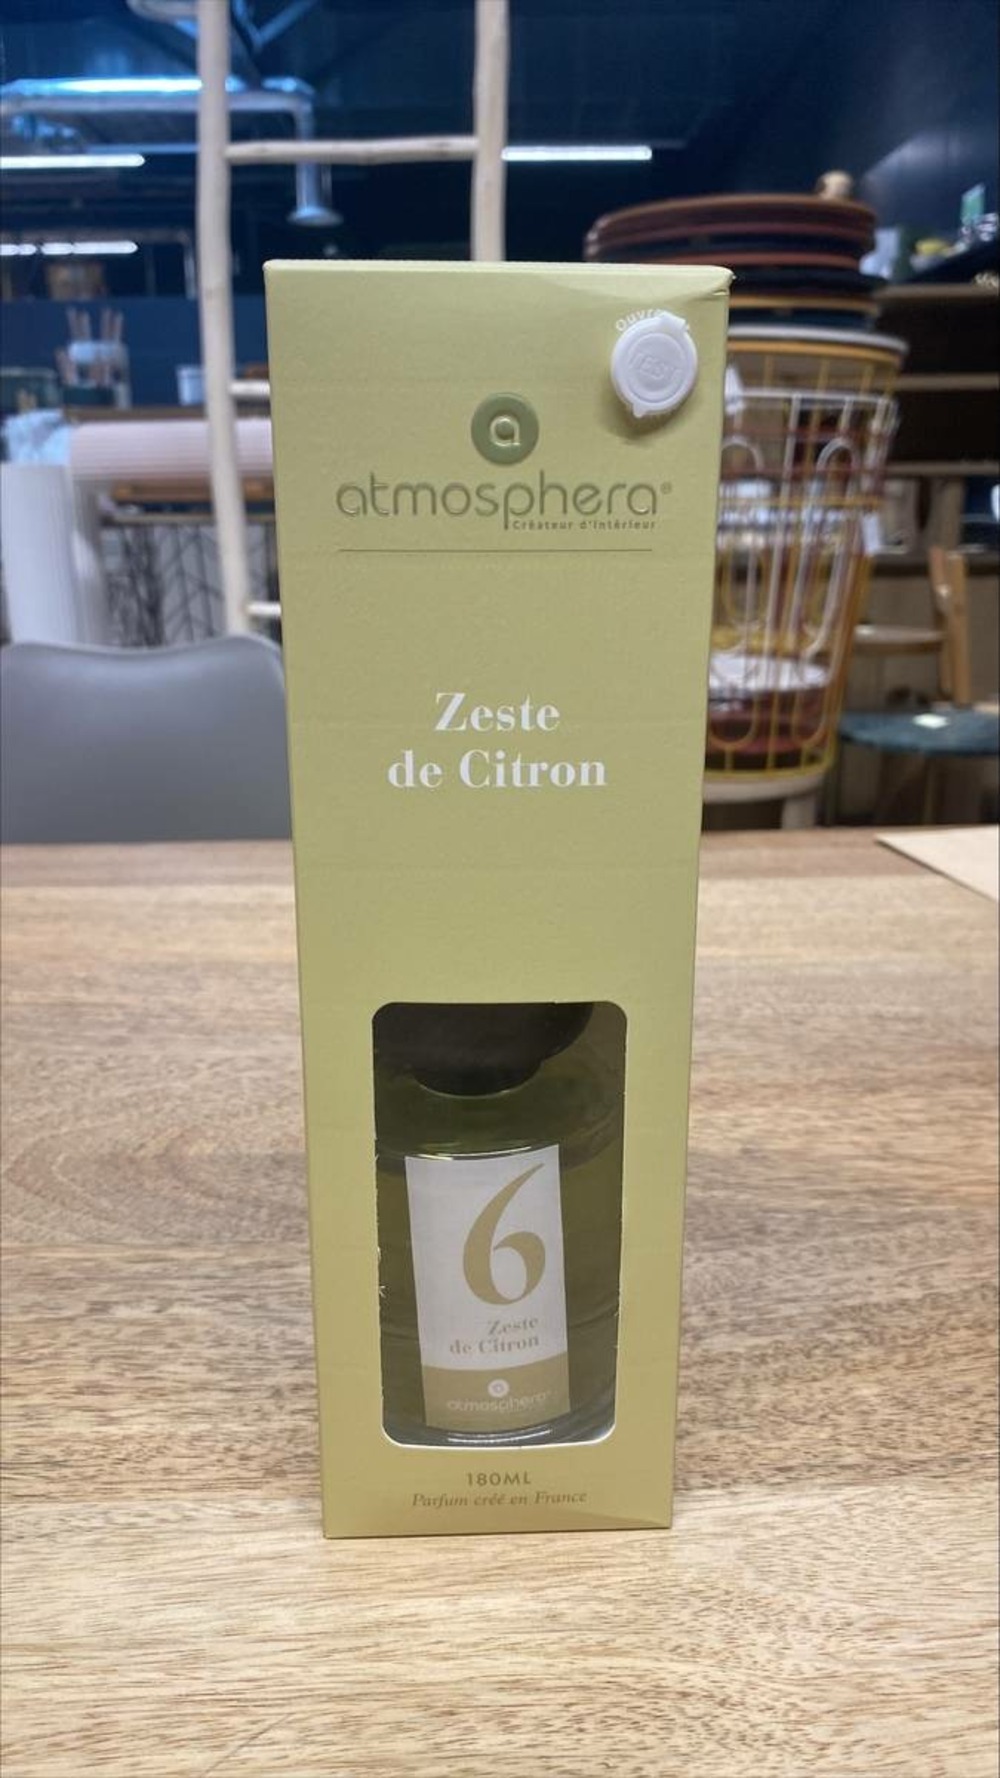 a
atmosphera®
Créateur d'intérieur
Zeste
de Citron
6
Zeste
de Citron
atmosphera
180ML
Parfum créé en France